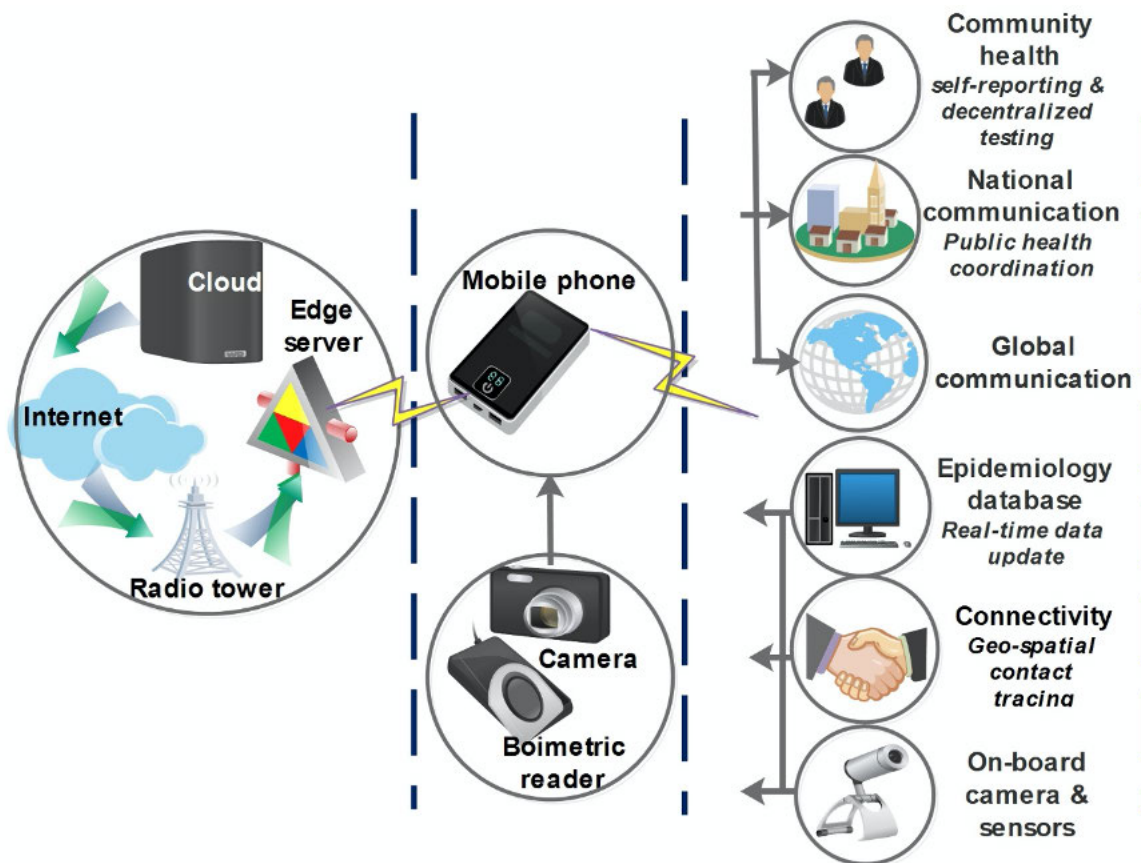 Cloud
Edge
server
Internet
Radio tower
Mobile phone
Camera
Boimetric
reader
Community
health
self-reporting &
decentralized
testing
National
communication
Public health
coordination
Global
communication
Epidemiology
database
Real-time data
update
Connectivity
Geo-spatial
contact
tracing
On-board
camera &
sensors